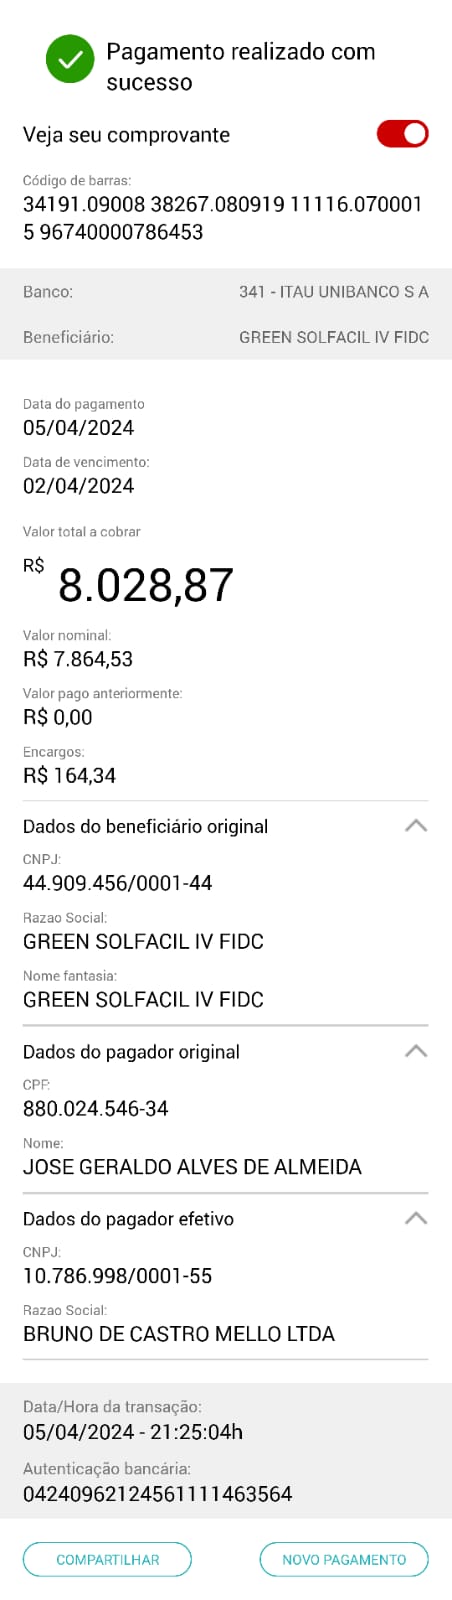 Pagamento realizado com
sucesso
Veja seu comprovante
Código de barras:
34191.09008 38267.080919 11116.070001
5 96740000786453
Banco: 341 - ITAU UNIBANCO S A
Beneficiário: GREEN SOLFACIL IV FIDC
Data do pagamento
05/04/2024
Data de vencimento:
02/04/2024
Valor total a cobrar
R$ 8.028,87
Valor nominal:
R$ 7.864,53
Valor pago anteriormente:
R$ 0,00
Encargos:
R$ 164,34
Dados do beneficiário original
CNPJ:
44.909.456/0001-44
Razao Social:
GREEN SOLFACIL IV FIDC
Nome fantasia:
GREEN SOLFACIL IV FIDC
Dados do pagador original
CPF:
880.024.546-34
Nome:
JOSE GERALDO ALVES DE ALMEIDA
Dados do pagador efetivo
CNPJ:
10.786.998/0001-55
Razao Social:
BRUNO DE CASTRO MELLO LTDA
Data/Hora da transação:
05/04/2024 - 21:25:04h
Autenticação bancária:
04240962124561111463564
COMPARTILHAR NOVO PAGAMENTO